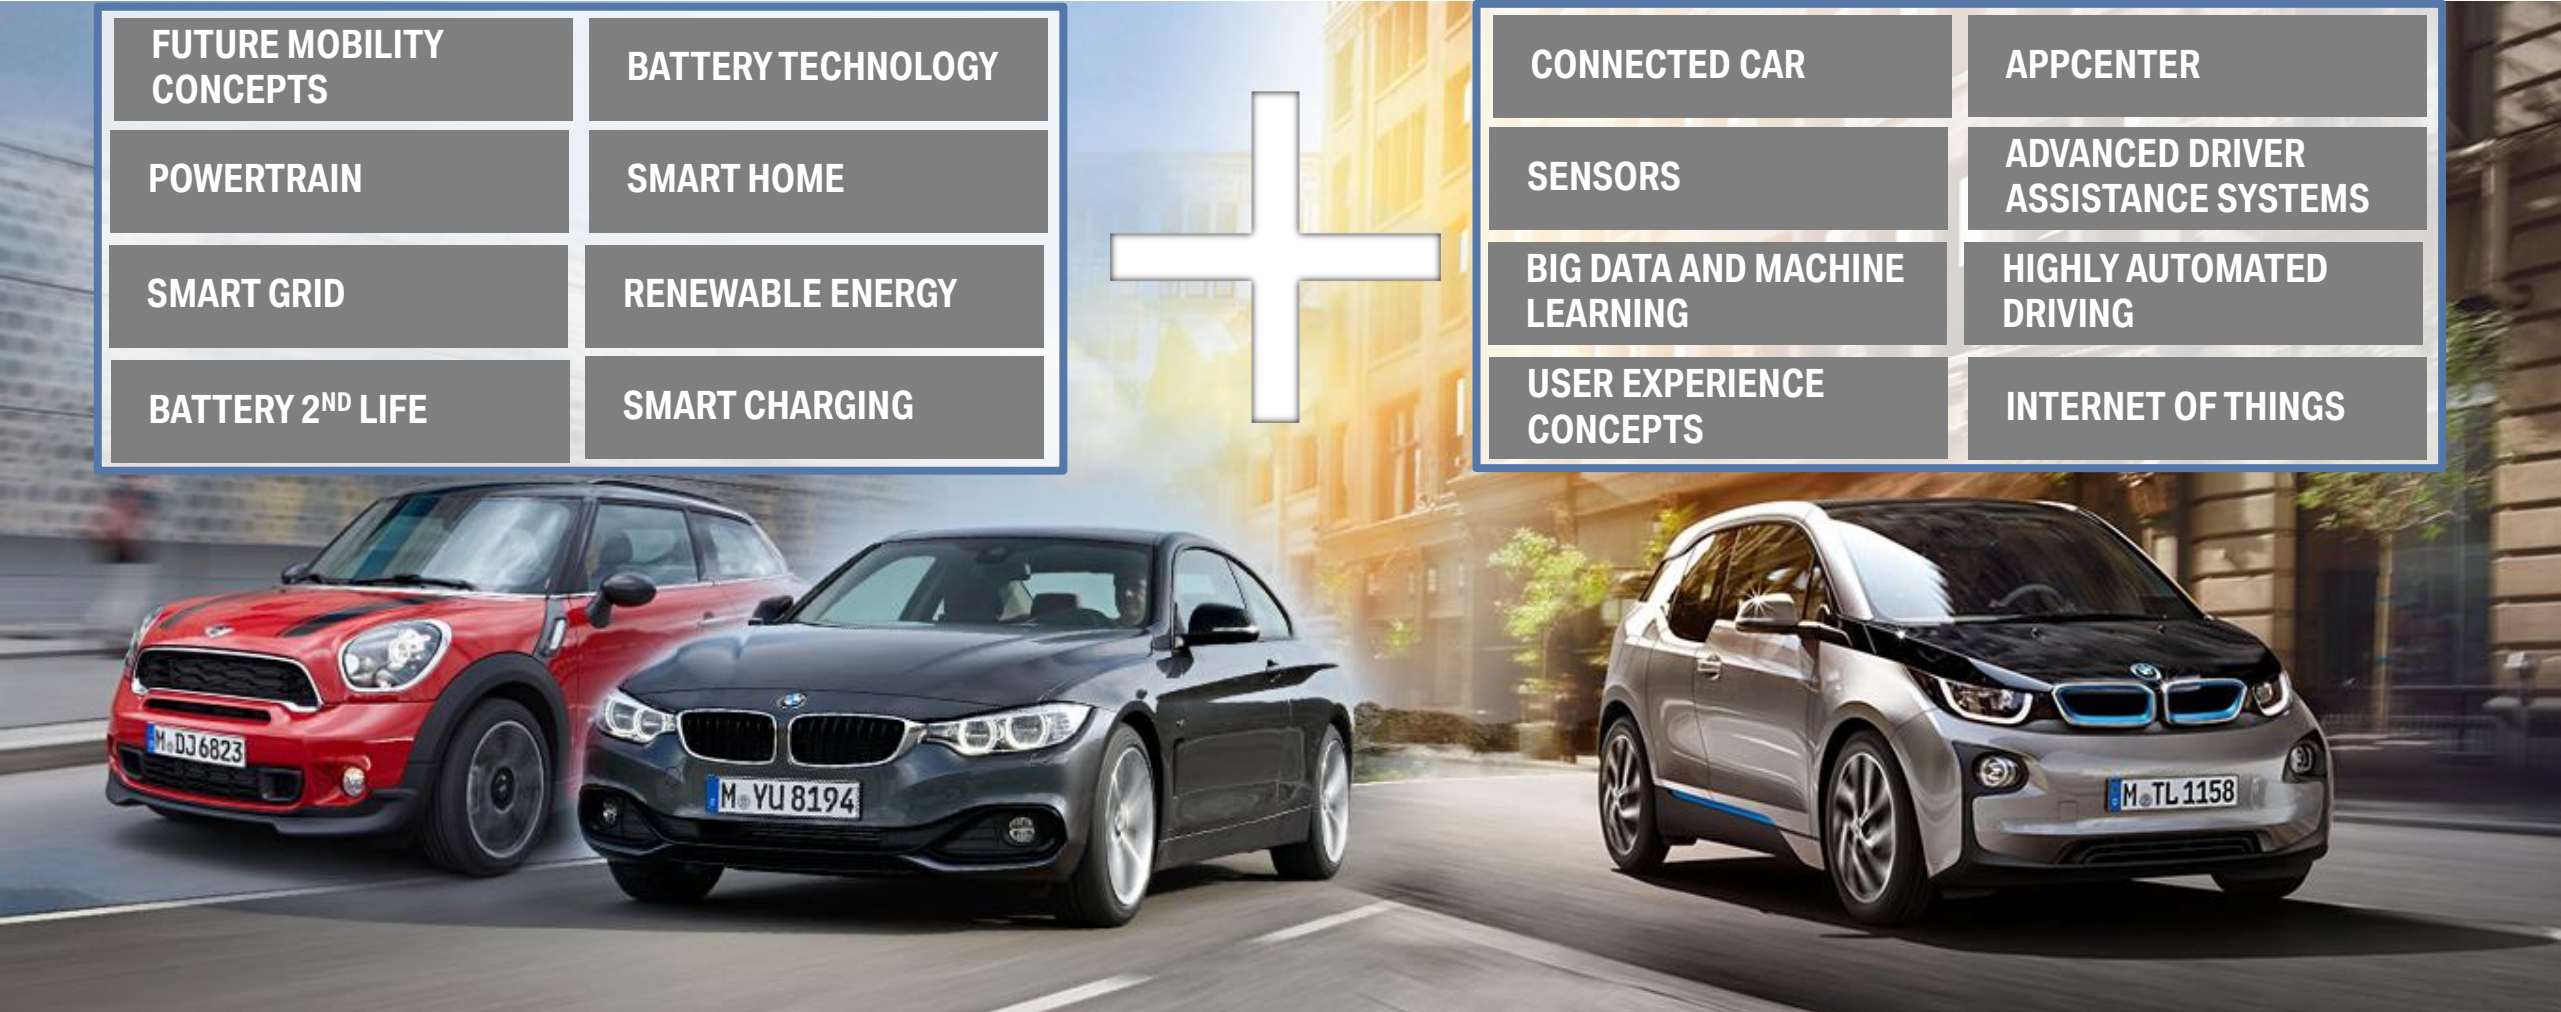 FUTURE MOBILITY
CONCEPTS
BATTERY TECHNOLOGY
POWERTRAIN
SMART HOME
SMART GRID
RENEWABLE ENERGY
BATTERY 2ND LIFE
SMART CHARGING
CONNECTED CAR
APPCENTER
SENSORS
ADVANCED DRIVER
ASSISTANCE SYSTEMS
BIG DATA AND MACHINE
LEARNING
HIGHLY AUTOMATED
DRIVING
USER EXPERIENCE
CONCEPTS
INTERNET OF THINGS
M DJ 6823
M YU 8194
M TL 1158